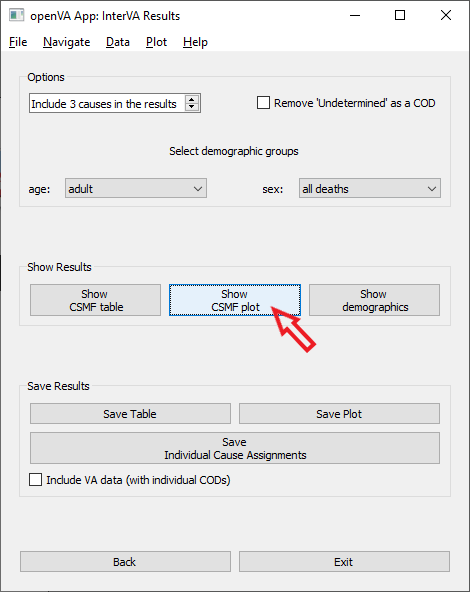 openVA App: InterVA Results
File Navigate Data Plot Help
Options
Include 3 causes in the results
Remove 'Undetermined' as a COD
Select demographic groups
age: adult sex: all deaths
Show Results
Show
CSMF table
Show
CSMF plot
Show
demographics
Save Results
Save Table
Save Plot
Save
Individual Cause Assignments
Include VA data (with individual CODs)
Back
Exit